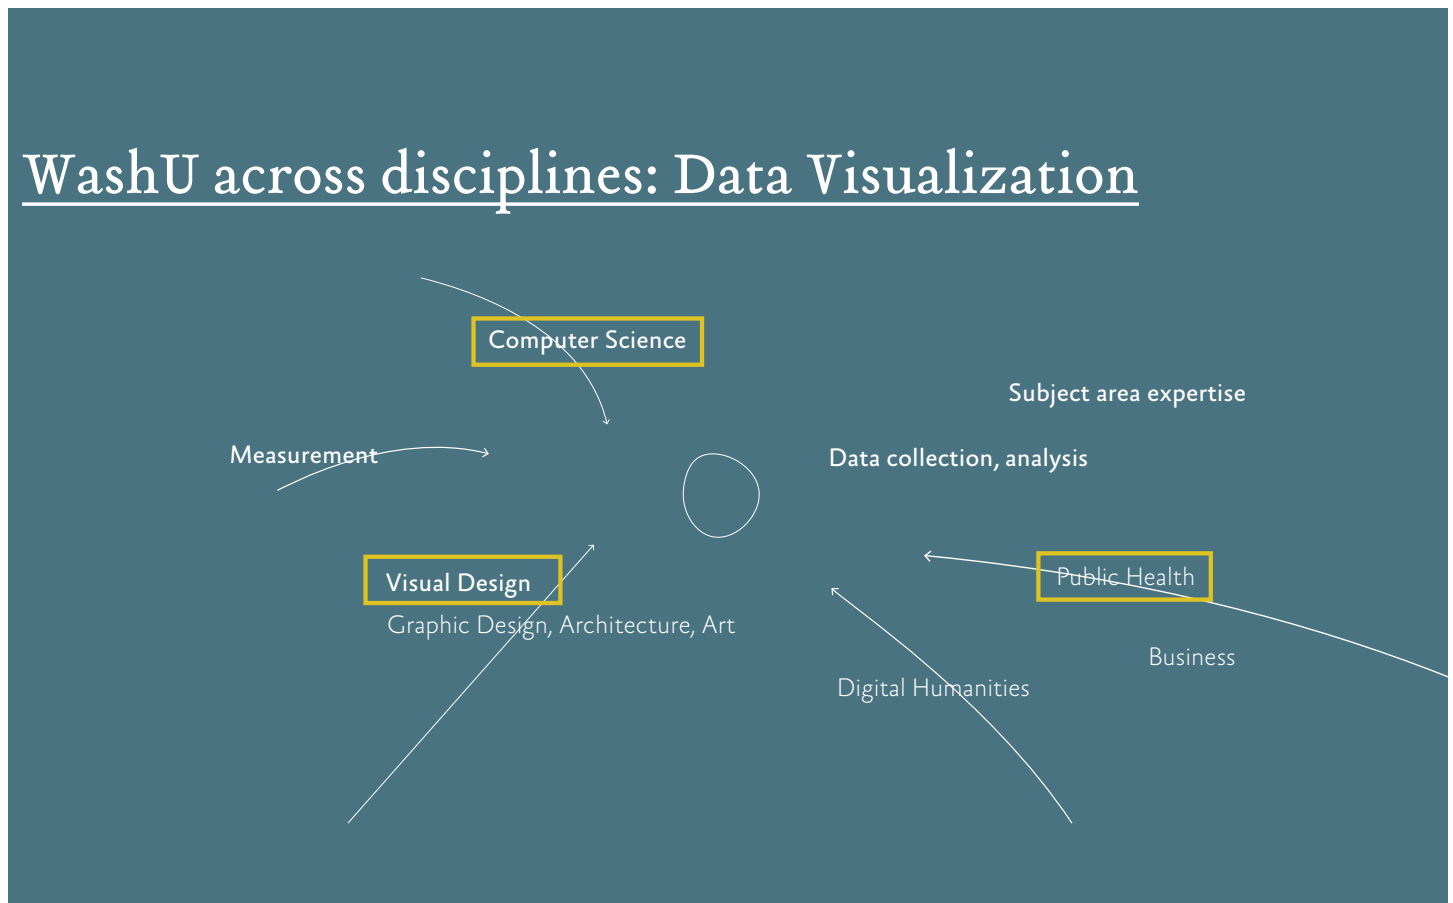 WashU across disciplines: Data Visualization
Computer Science
Subject area expertise
Measurement
Data collection, analysis
Visual Design
Public Health
Graphic Design, Architecture, Art
Business
Digital Humanities